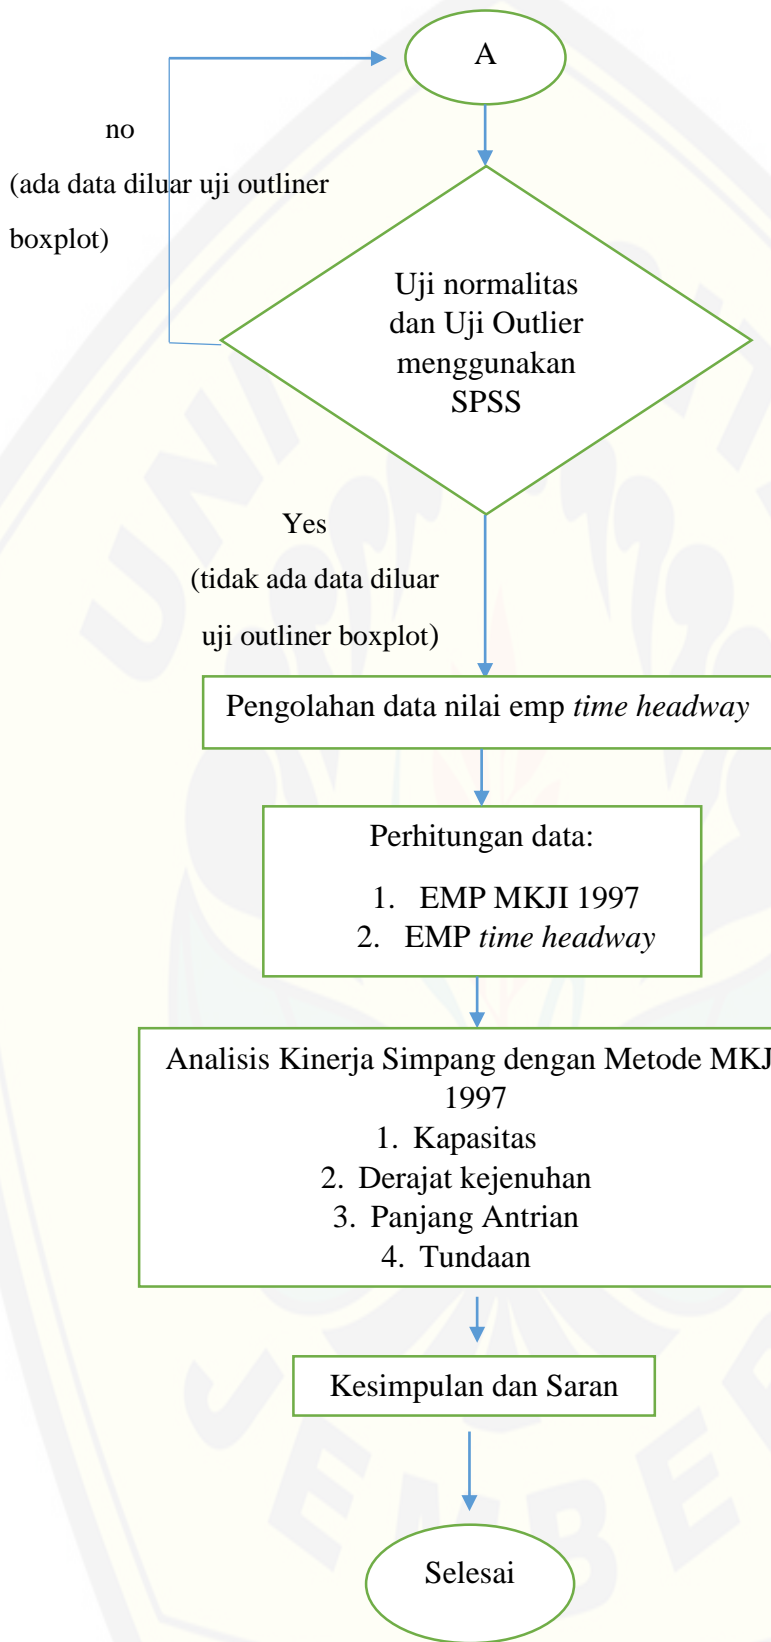 A
no
(ada data diluar uji outliner
boxplot)
Uji normalitas
dan Uji Outlier
menggunakan
SPSS
Yes
(tidak ada data diluar
uji outliner boxplot)
Pengolahan data nilai emp time headway
Perhitungan data:
1. EMP MKJI 1997
2. EMP time headway
Analisis Kinerja Simpang dengan Metode MKJ
1997
1. Kapasitas
2. Derajat kejenuhan
3. Panjang Antrian
4. Tundaan
Kesimpulan dan Saran
Selesai